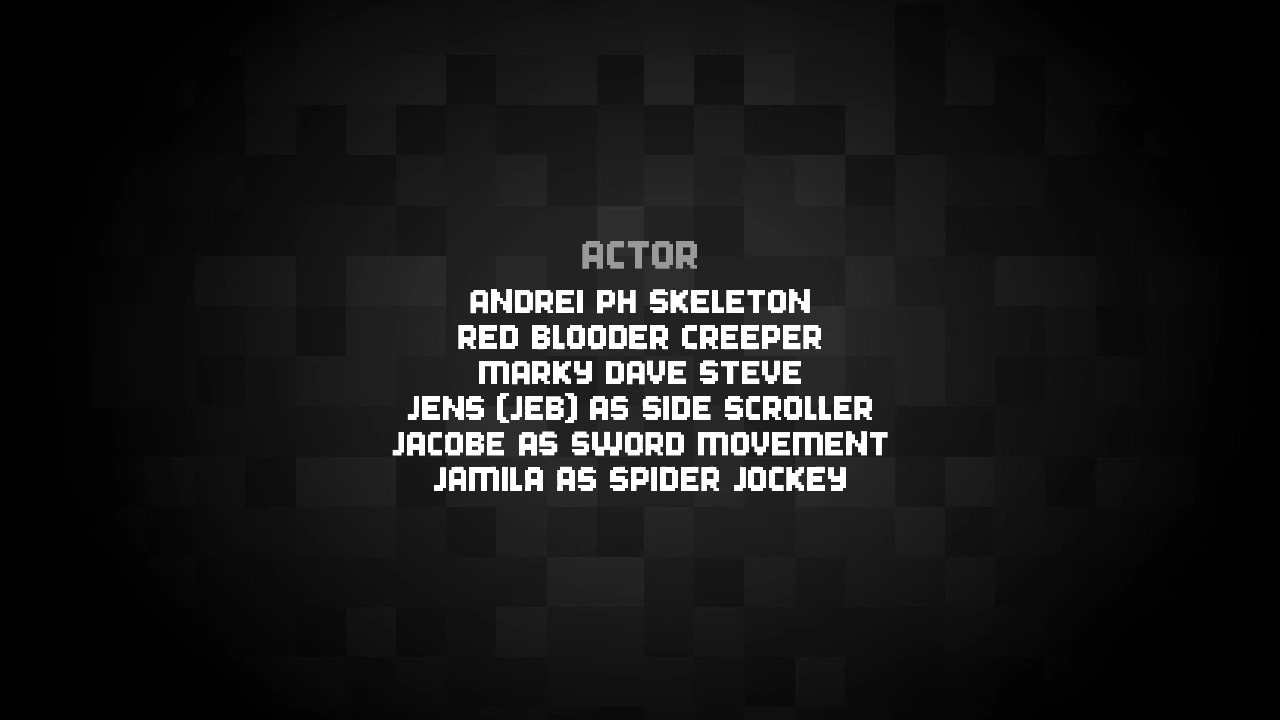 ACTOR
ANDREI PH SKELETON
RED BLOODER CREEPER
MARKY DAVE STEVE
JENS (JEB) AS SIDE SCROLLER
JACOBE AS SWORD MOVEMENT
JAMILA AS SPIDER JOCKEY